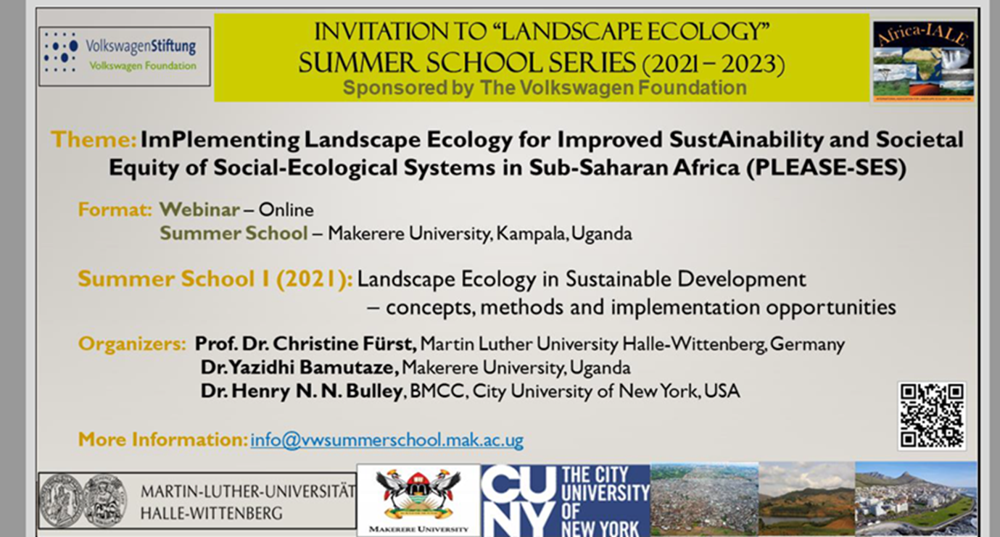 VolkswagenStiftung
Volkswagen Foundation
INVITATION TO “LANDSCAPE ECOLOGY”
SUMMER SCHOOL SERIES (2021 – 2023)
Sponsored by The Volkswagen Foundation
Africa-IALE
Theme: ImPlementing Landscape Ecology for Improved SustAinability and Societal
Equity of Social-Ecological Systems in Sub-Saharan Africa (PLEASE-SES)
Format: Webinar – Online
Summer School – Makerere University, Kampala, Uganda
Summer School I (2021): Landscape Ecology in Sustainable Development
– concepts, methods and implementation opportunities
Organizers: Prof. Dr. Christine Fürst, Martin Luther University Halle-Wittenberg, Germany
Dr. Yazidhi Bamutaze, Makerere University, Uganda
Dr. Henry N. N. Bulley, BMCC, City University of New York, USA
More Information: info@vwsummerschool.mak.ac.ug
MARTIN-LUTHER-UNIVERSITÄT
HALLE-WITTENBERG
MAKERERE UNIVERSITY
CU
NY
THE CITY
UNIVERSITY
OF
NEW YORK